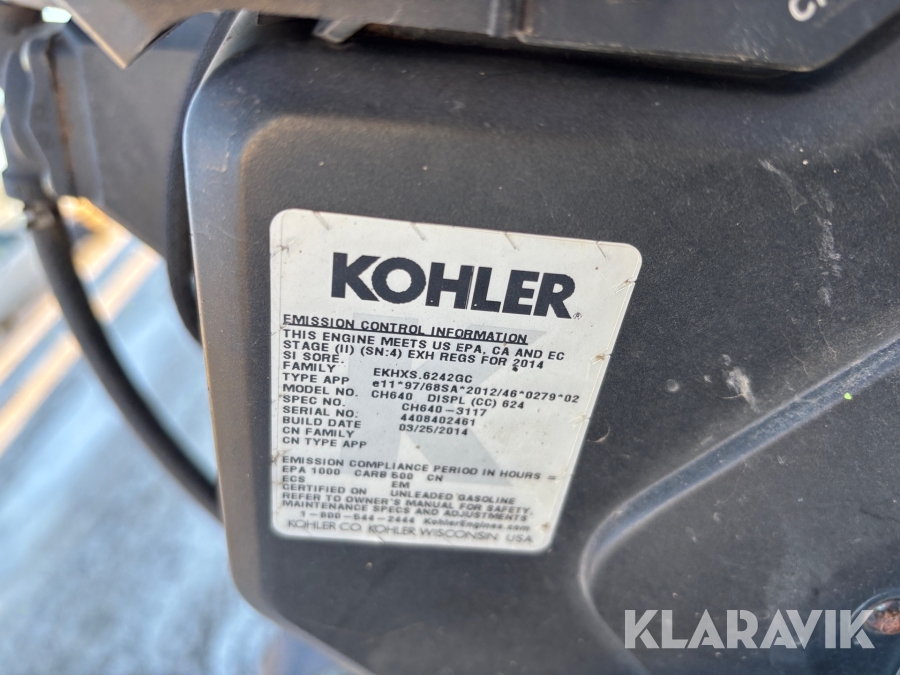 KOHLER®
EMISSION CONTROL INFORMATION
THIS ENGINE MEETS US EPA, CA AND EC
STAGE (II) (SN:4) EXH REGS FOR 2014
SI SORE.
FAMILY EKHXS.6242GC
TYPE APP e11*97/68SA*2012/46*0279*02
MODEL NO. CH640 DISPL (CC) 624
SPEC NO. CH640-3117
SERIAL NO. 4408402461
BUILD DATE 03/25/2014
CN FAMILY
CN TYPE APP
EMISSION COMPLIANCE PERIOD IN HOURS =
EPA 1000 CARB 500 CN
ECS EM
CERTIFIED ON UNLEADED GASOLINE
REFER TO OWNER'S MANUAL FOR SAFETY,
MAINTENANCE SPECS AND ADJUSTMENTS
1-800-544-2444 KohlerEngines.com
KOHLER CO. KOHLER WISCONSIN USA
KLARAVIK